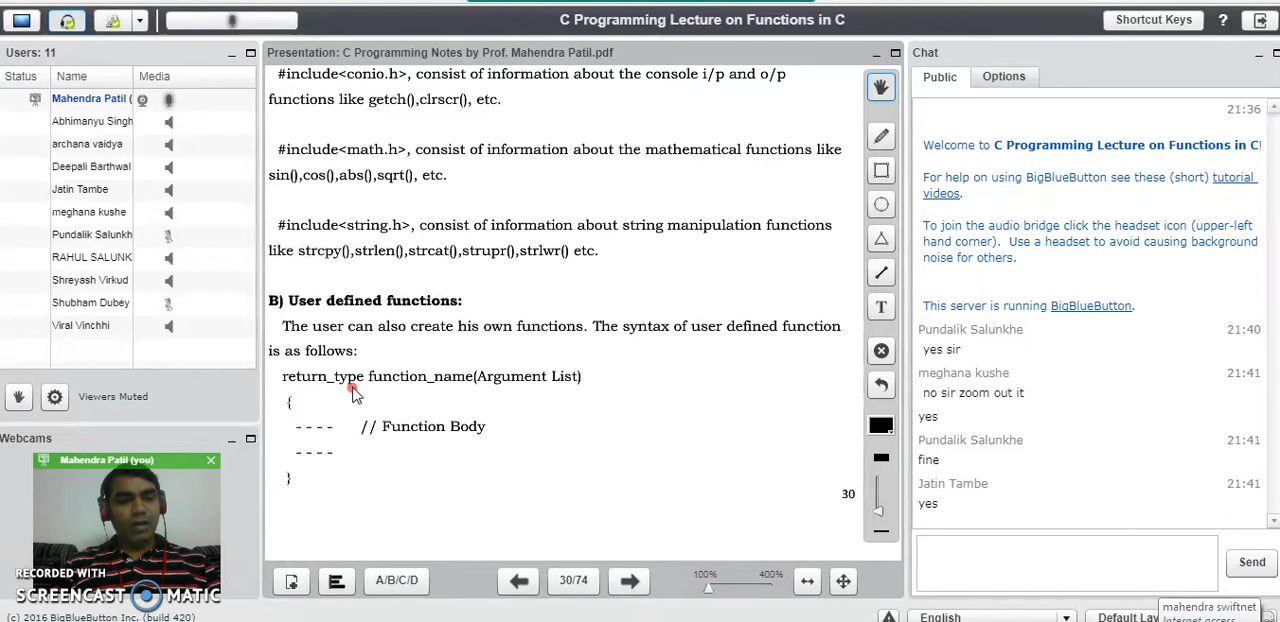 C Programming Lecture on Functions in C
Shortcut Keys
?
Users: 11
Status Name Media
Mahendra Patil (
Abhimanyu Singh
archana vaidya
Deepali Barthwal
Jatin Tambe
meghana kushe
Pundalik Salunkh
RAHUL SALUNK
Shreyash Virkud
Shubham Dubey
Viral Vinchhi
Viewers Muted
Webcams
Mahendra Patil (you)
RECORDED WITH
SCREENCAST MATIC
(c) 2016 BigBlueButton Inc. (build 420)
Presentation: C Programming Notes by Prof. Mahendra Patil.pdf
#include<conio.h>, consist of information about the console i/p and o/p
functions like getch(),clrscr(), etc.
#include<math.h>, consist of information about the mathematical functions like
sin(),cos(),abs(),sqrt(), etc.
#include<string.h>, consist of information about string manipulation functions
like strcpy(),strlen(),strcat(),strupr(),strlwr() etc.
B) User defined functions:
The user can also create his own functions. The syntax of user defined function
is as follows:
return_type function_name(Argument List)
{
- - - - // Function Body
- - - -
}
30
T
A/B/C/D
30/74
100% 400%
Chat
Public Options
21:36
Welcome to C Programming Lecture on Functions in C!
For help on using BigBlueButton see these (short) tutorial
videos.
To join the audio bridge click the headset icon (upper-left
hand corner). Use a headset to avoid causing background
noise for others.
This server is running BigBlueButton.
Pundalik Salunkhe 21:40
yes sir
meghana kushe 21:41
no sir zoom out it
yes
Pundalik Salunkhe 21:41
fine
Jatin Tambe 21:41
yes
Send
English
Default Lay
mahendra swiftnet
Internet access